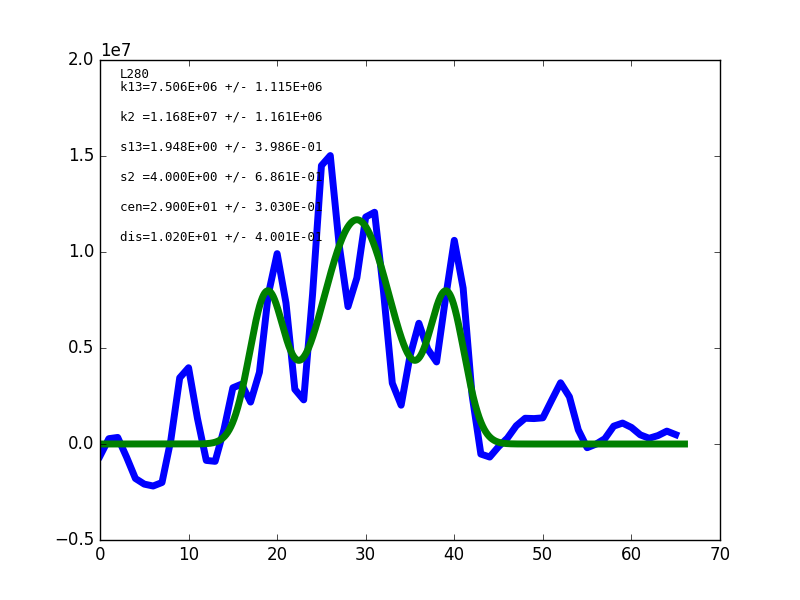 1e7
2.0
1.5
1.0
0.5
0.0
−0.5
L280
k13=7.506E+06 +/- 1.115E+06
k2 =1.168E+07 +/- 1.161E+06
s13=1.948E+00 +/- 3.986E-01
s2 =4.000E+00 +/- 6.861E-01
cen=2.900E+01 +/- 3.030E-01
dis=1.020E+01 +/- 4.001E-01
0 10 20 30 40 50 60 70